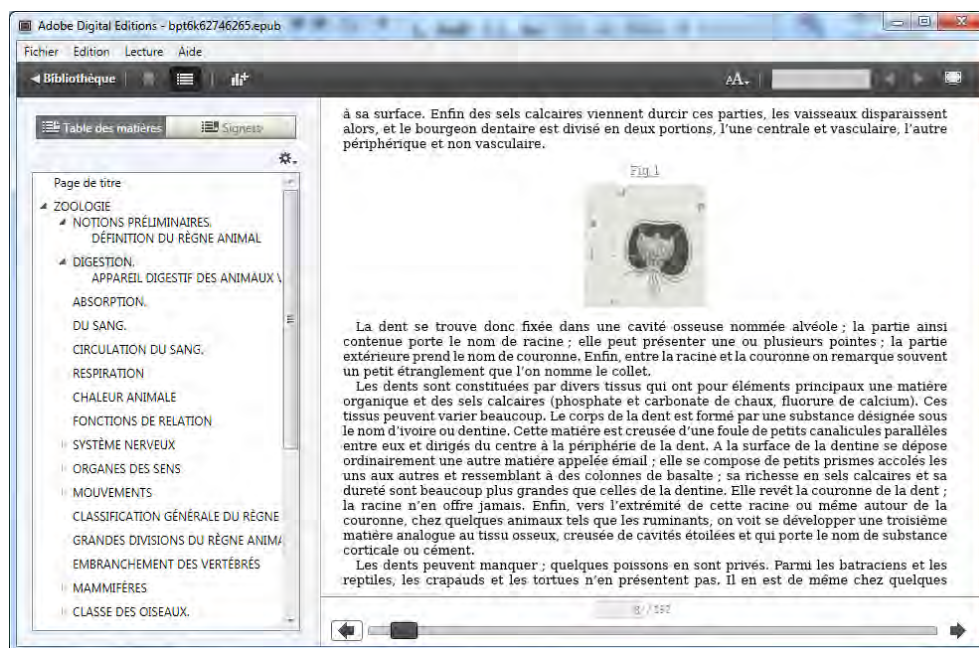 Adobe Digital Editions - bpt6k62746265.epub
Fichier Edition Lecture Aide
Bibliothèque
AA
Table des matières
Signets
Page de titre
ZOOLOGIE
NOTIONS PRÉLIMINAIRES.
DÉFINITION DU RÈGNE ANIMAL
DIGESTION.
APPAREIL DIGESTIF DES ANIMAUX
ABSORPTION.
DU SANG.
CIRCULATION DU SANG.
RESPIRATION
CHALEUR ANIMALE
FONCTIONS DE RELATION
SYSTÈME NERVEUX
ORGANES DES SENS
MOUVEMENTS
CLASSIFICATION GÉNÉRALE DU RÈGNE
GRANDES DIVISIONS DU RÈGNE ANIMA
EMBRANCHEMENT DES VERTÉBRÉS
MAMMIFÈRES
CLASSE DES OISEAUX.
à sa surface. Enfin des sels calcaires viennent durcir ces parties, les vaisseaux disparaissent
alors, et le bourgeon dentaire est divisé en deux portions, l'une centrale et vasculaire, l'autre
périphérique et non vasculaire.
Fig 1
La dent se trouve donc fixée dans une cavité osseuse nommée alvéole ; la partie ainsi
contenue porte le nom de racine ; elle peut présenter une ou plusieurs pointes ; la partie
extérieure prend le nom de couronne. Enfin, entre la racine et la couronne on remarque souvent
un petit étranglement que l'on nomme le collet.
Les dents sont constituées par divers tissus qui ont pour éléments principaux une matière
organique et des sels calcaires (phosphate et carbonate de chaux, fluorure de calcium). Ces
tissus peuvent varier beaucoup. Le corps de la dent est formé par une substance désignée sous
le nom d'ivoire ou dentine. Cette matière est creusée d'une foule de petits canalicules parallèles
entre eux et dirigés du centre à la périphérie de la dent. A la surface de la dentine se dépose
ordinairement une autre matière appelée émail ; elle se compose de petits prismes accolés les
uns aux autres et ressemblant à des colonnes de basalte ; sa richesse en sels calcaires et sa
dureté sont beaucoup plus grandes que celles de la dentine. Elle revêt la couronne de la dent ;
la racine n'en offre jamais. Enfin, vers l'extrémité de cette racine ou même autour de la
couronne, chez quelques animaux tels que les ruminants, on voit se développer une troisième
matière analogue au tissu osseux, creusée de cavités étoilées et qui porte le nom de substance
corticale ou cément.
Les dents peuvent manquer ; quelques poissons en sont privés. Parmi les batraciens et les
reptiles, les crapauds et les tortues n'en présentent pas. Il en est de même chez quelques